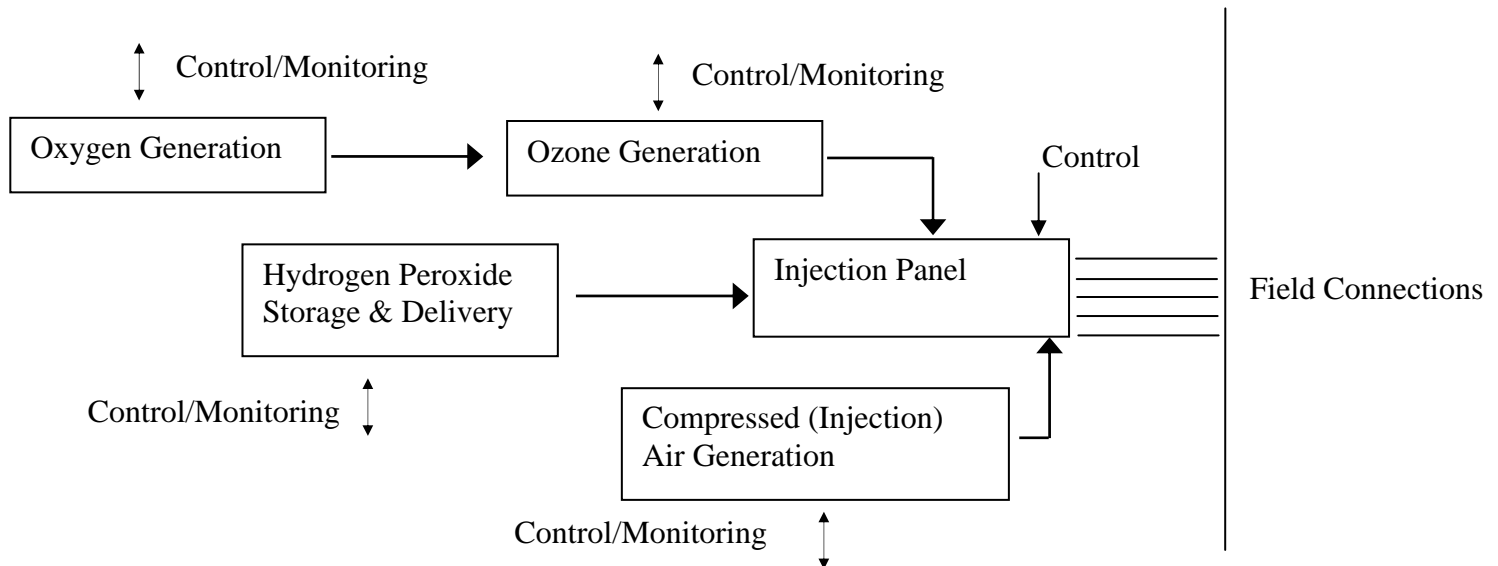 Control/Monitoring
Control/Monitoring
Oxygen Generation
Ozone Generation
Control
Hydrogen Peroxide
Storage & Delivery
Injection Panel
Field Connections
Control/Monitoring
Compressed (Injection)
Air Generation
Control/Monitoring